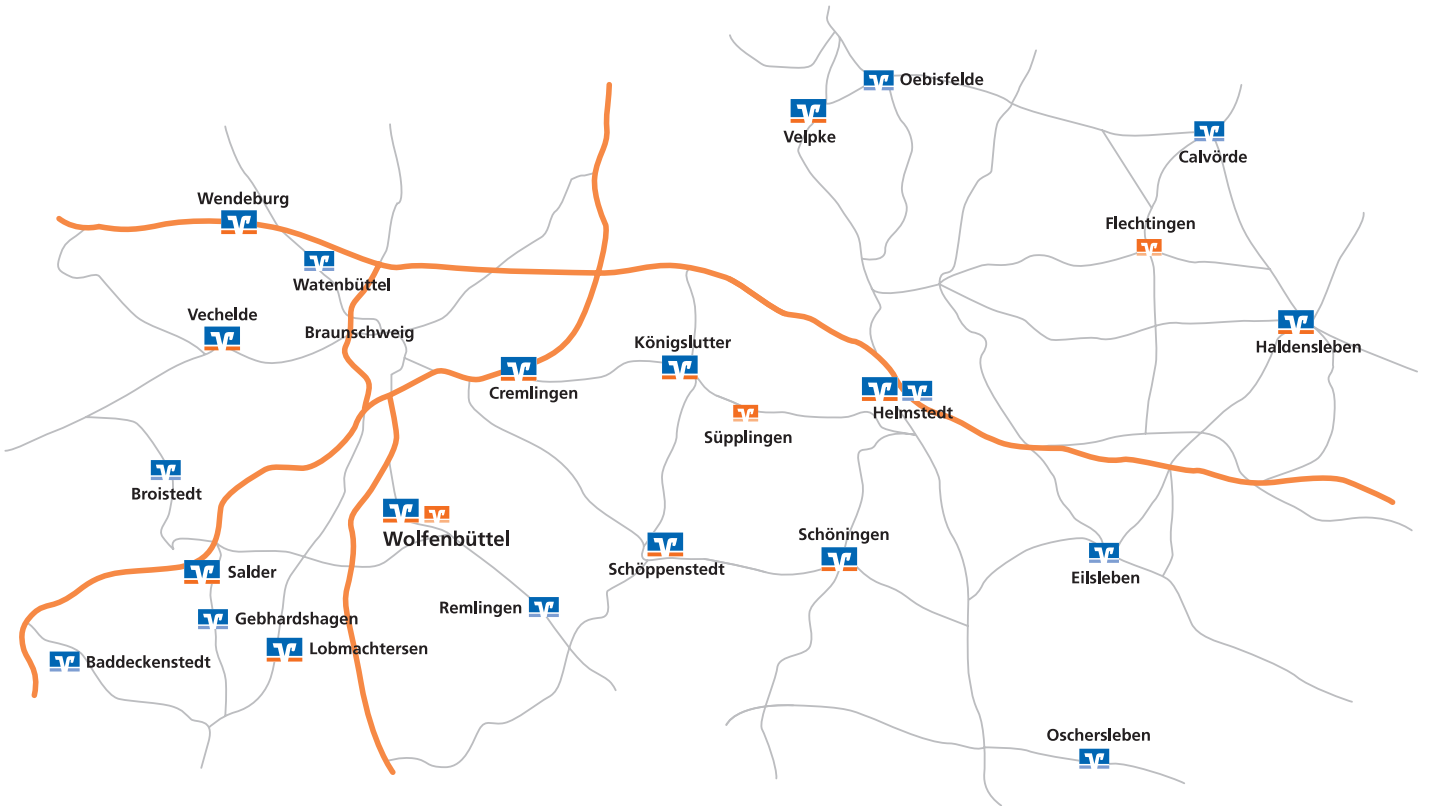 Oebisfelde
Velpke
Calvörde
Wendeburg
Flechtingen
Watenbüttel
Vechelde
Braunschweig
Königslutter
Haldensleben
Cremlingen
Helmstedt
Süpplingen
Broistedt
Wolfenbüttel
Schöningen
Schöppenstedt
Salder
Eilsleben
Remlingen
Gebhardshagen
Lobmachtersen
Baddeckenstedt
Oschersleben